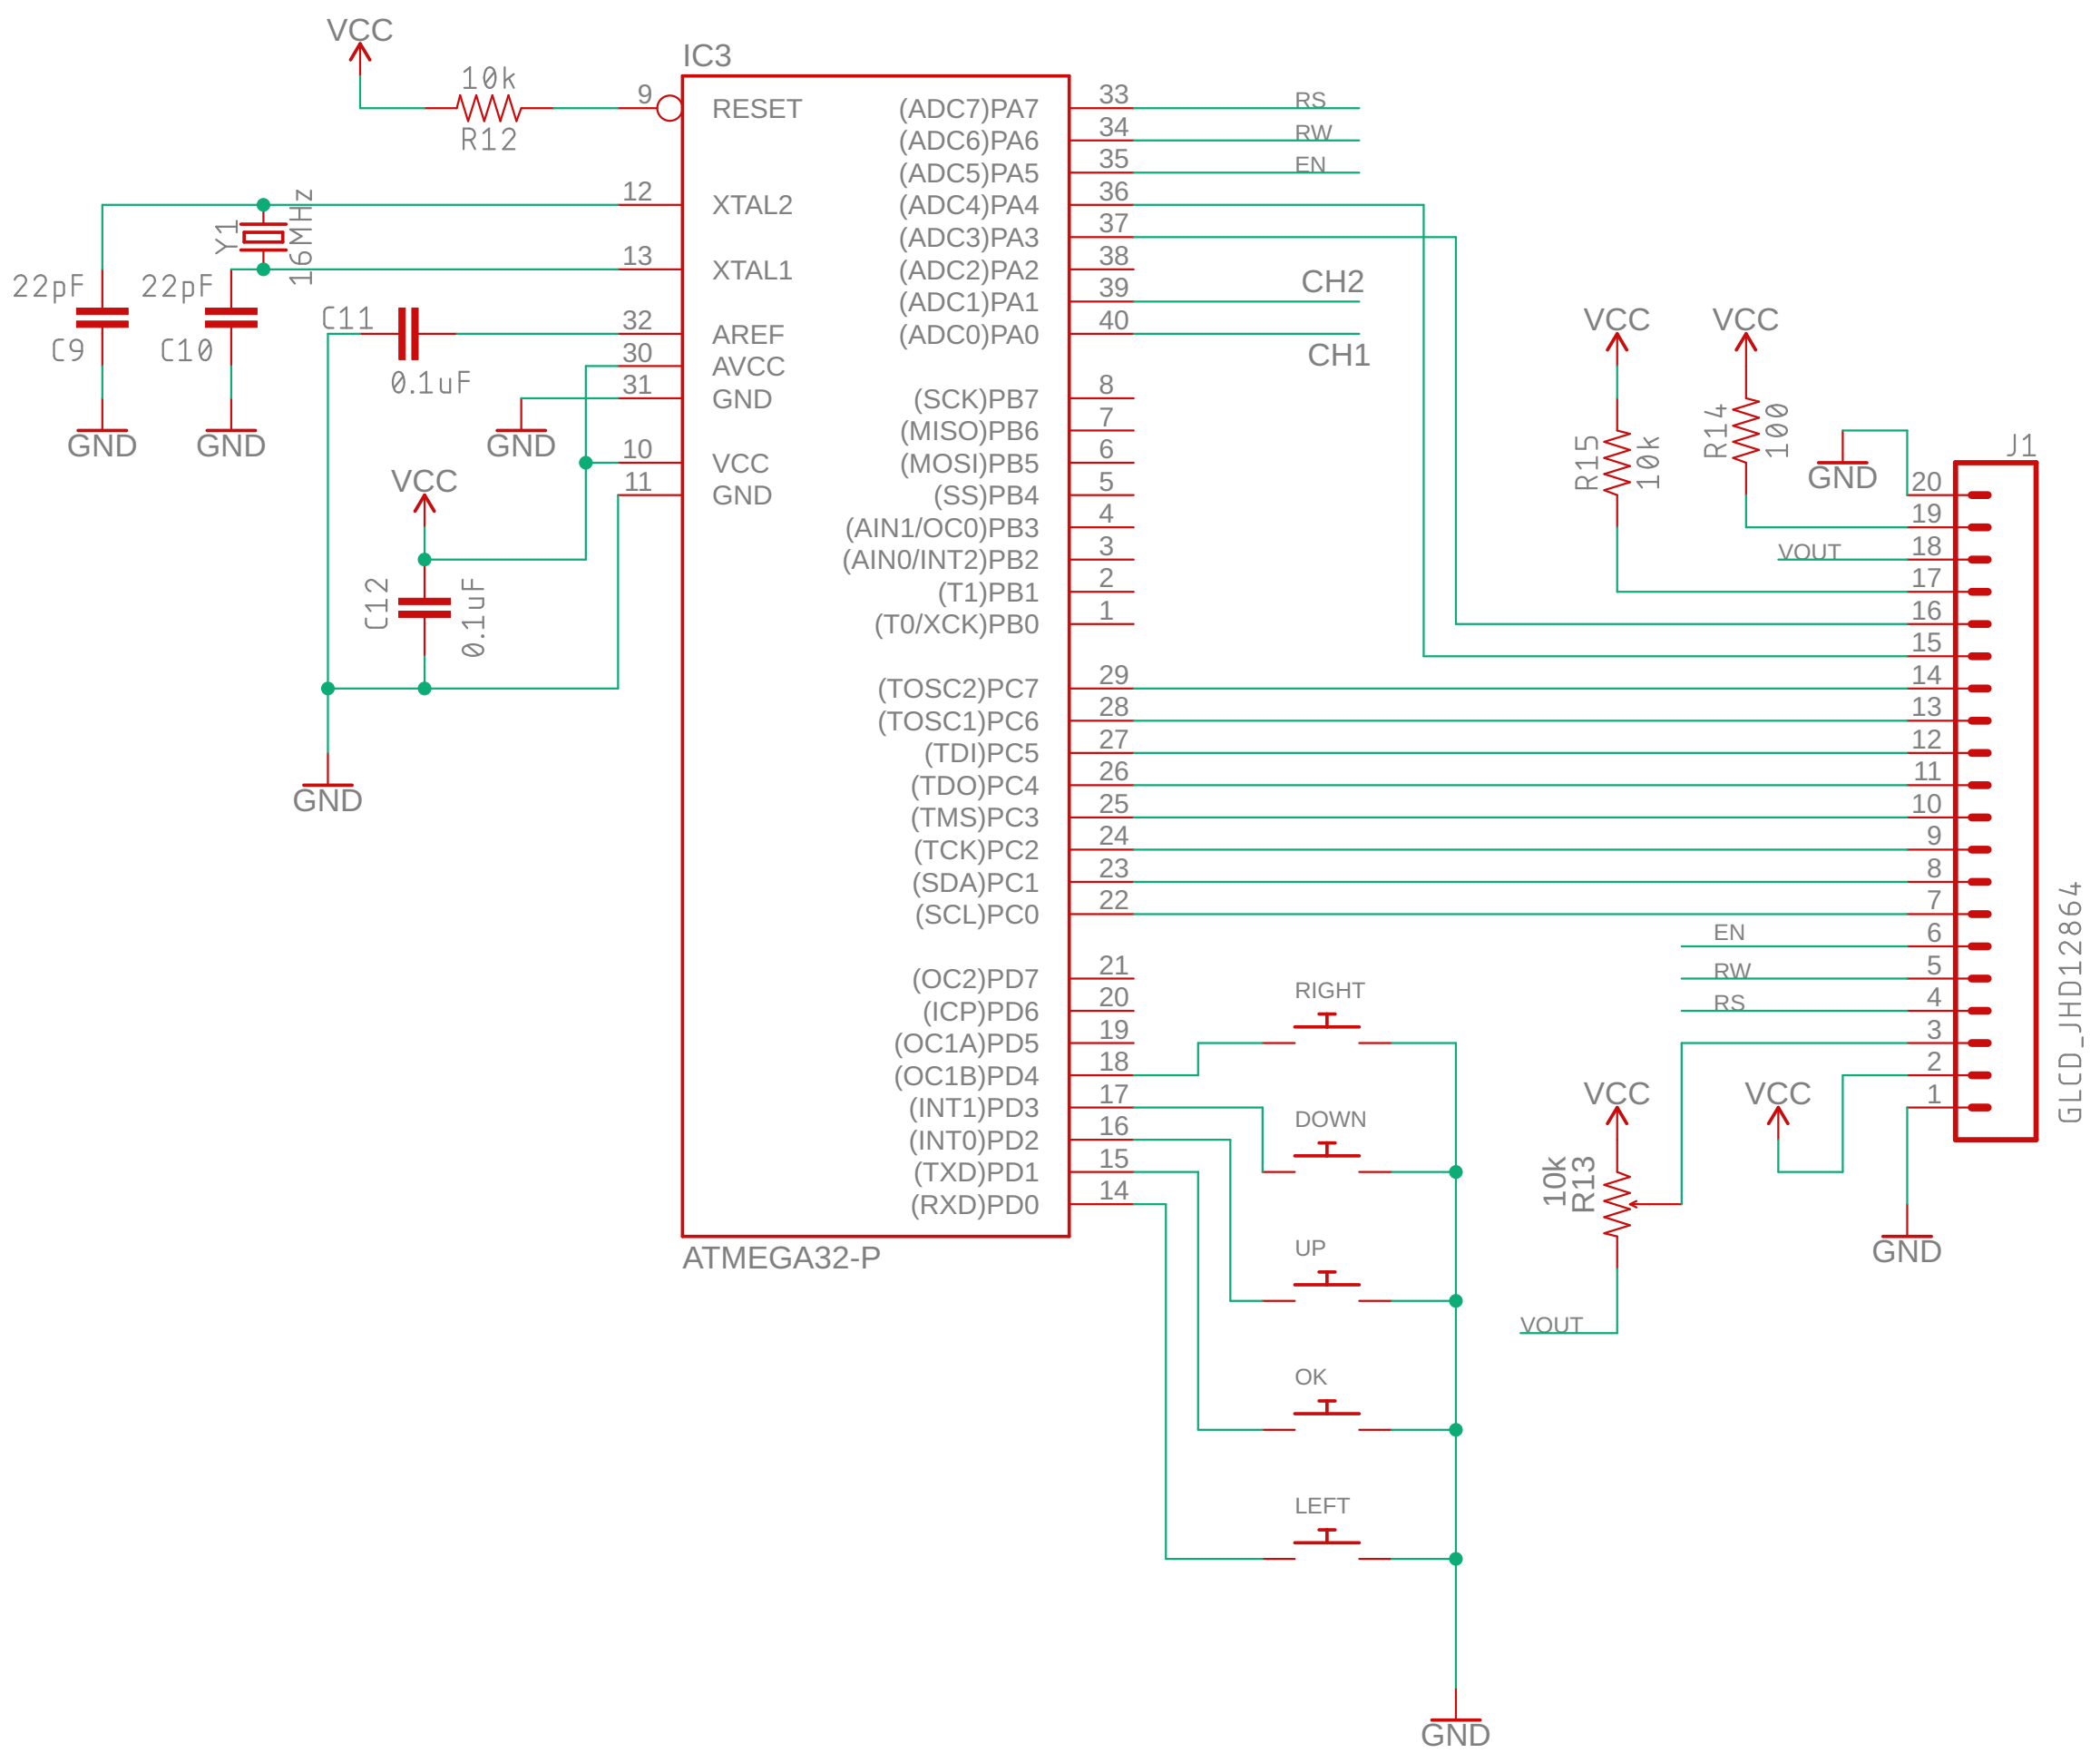 VCC
10k
R12
IC3
9
RESET
12
XTAL2
13
XTAL1
Y1
16MHz
22pF
C9
22pF
C10
GND
GND
C11
0.1uF
32
AREF
30
AVCC
31
GND
GND
10
VCC
11
GND
VCC
C12
0.1uF
GND
(ADC7)PA7 33 RS
(ADC6)PA6 34 RW
(ADC5)PA5 35 EN
(ADC4)PA4 36
(ADC3)PA3 37
(ADC2)PA2 38
(ADC1)PA1 39 CH2
(ADC0)PA0 40 CH1
(SCK)PB7 8
(MISO)PB6 7
(MOSI)PB5 6
(SS)PB4 5
(AIN1/OC0)PB3 4
(AIN0/INT2)PB2 3
(T1)PB1 2
(T0/XCK)PB0 1
(TOSC2)PC7 29
(TOSC1)PC6 28
(TDI)PC5 27
(TDO)PC4 26
(TMS)PC3 25
(TCK)PC2 24
(SDA)PC1 23
(SCL)PC0 22
(OC2)PD7 21
(ICP)PD6 20
(OC1A)PD5 19
(OC1B)PD4 18
(INT1)PD3 17
(INT0)PD2 16
(TXD)PD1 15
(RXD)PD0 14
ATMEGA32-P
RIGHT
DOWN
UP
OK
LEFT
GND
VCC
R15
10k
VCC
R14
100
GND
J1
20
19
VOUT 18
17
16
15
14
13
12
11
10
9
8
7
EN 6
RW 5
RS 4
3
2
1
GLCD_JHD12864
VCC
10k
R13
VOUT
VCC
GND